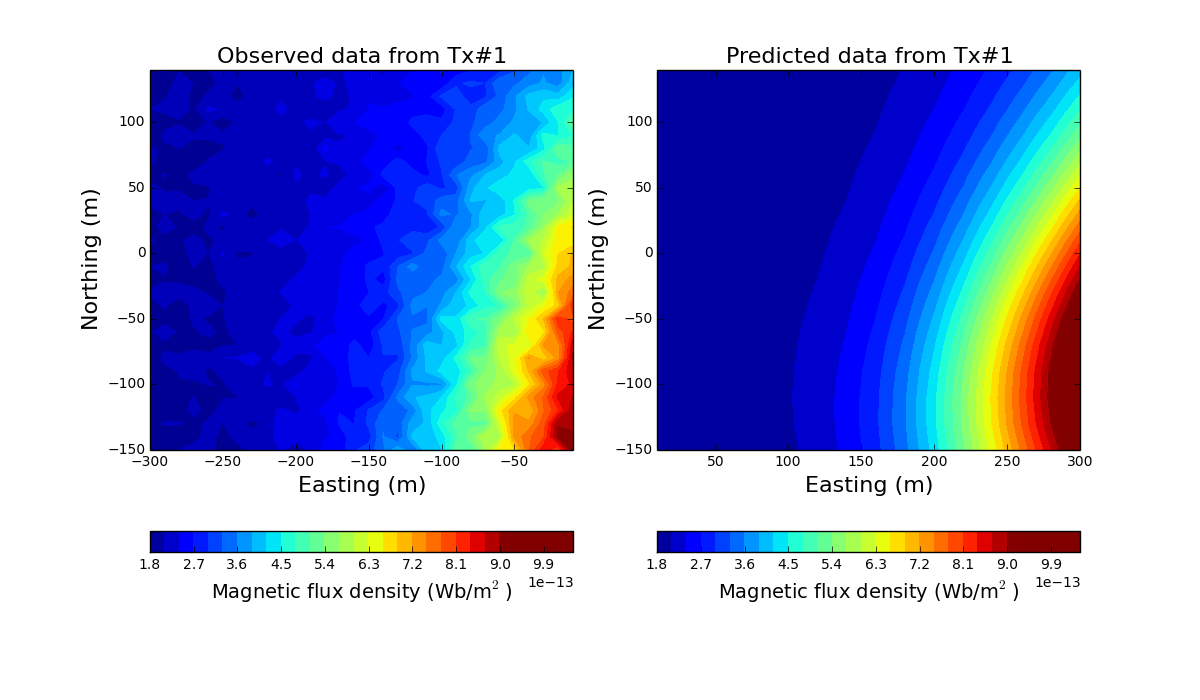 Observed data from Tx#1
Northing (m)
100
50
0
−50
−100
−150
−300 −250 −200 −150 −100 −50
Easting (m)
1.8 2.7 3.6 4.5 5.4 6.3 7.2 8.1 9.0 9.9
1e−13
Magnetic flux density (Wb/m² )
Predicted data from Tx#1
Northing (m)
100
50
0
−50
−100
−150
50 100 150 200 250 300
Easting (m)
1.8 2.7 3.6 4.5 5.4 6.3 7.2 8.1 9.0 9.9
1e−13
Magnetic flux density (Wb/m² )